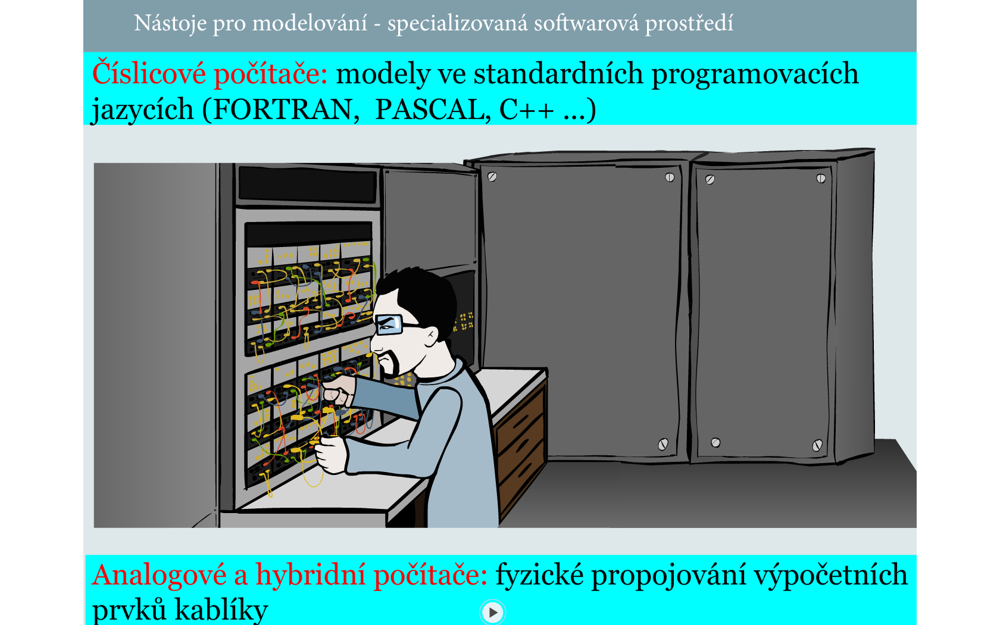 Nástoje pro modelování - specializovaná softwarová prostředí
Číslicové počítače: modely ve standardních programovacích
jazycích (FORTRAN, PASCAL, C++ ...)
Analogové a hybridní počítače: fyzické propojování výpočetních
prvků kablíky